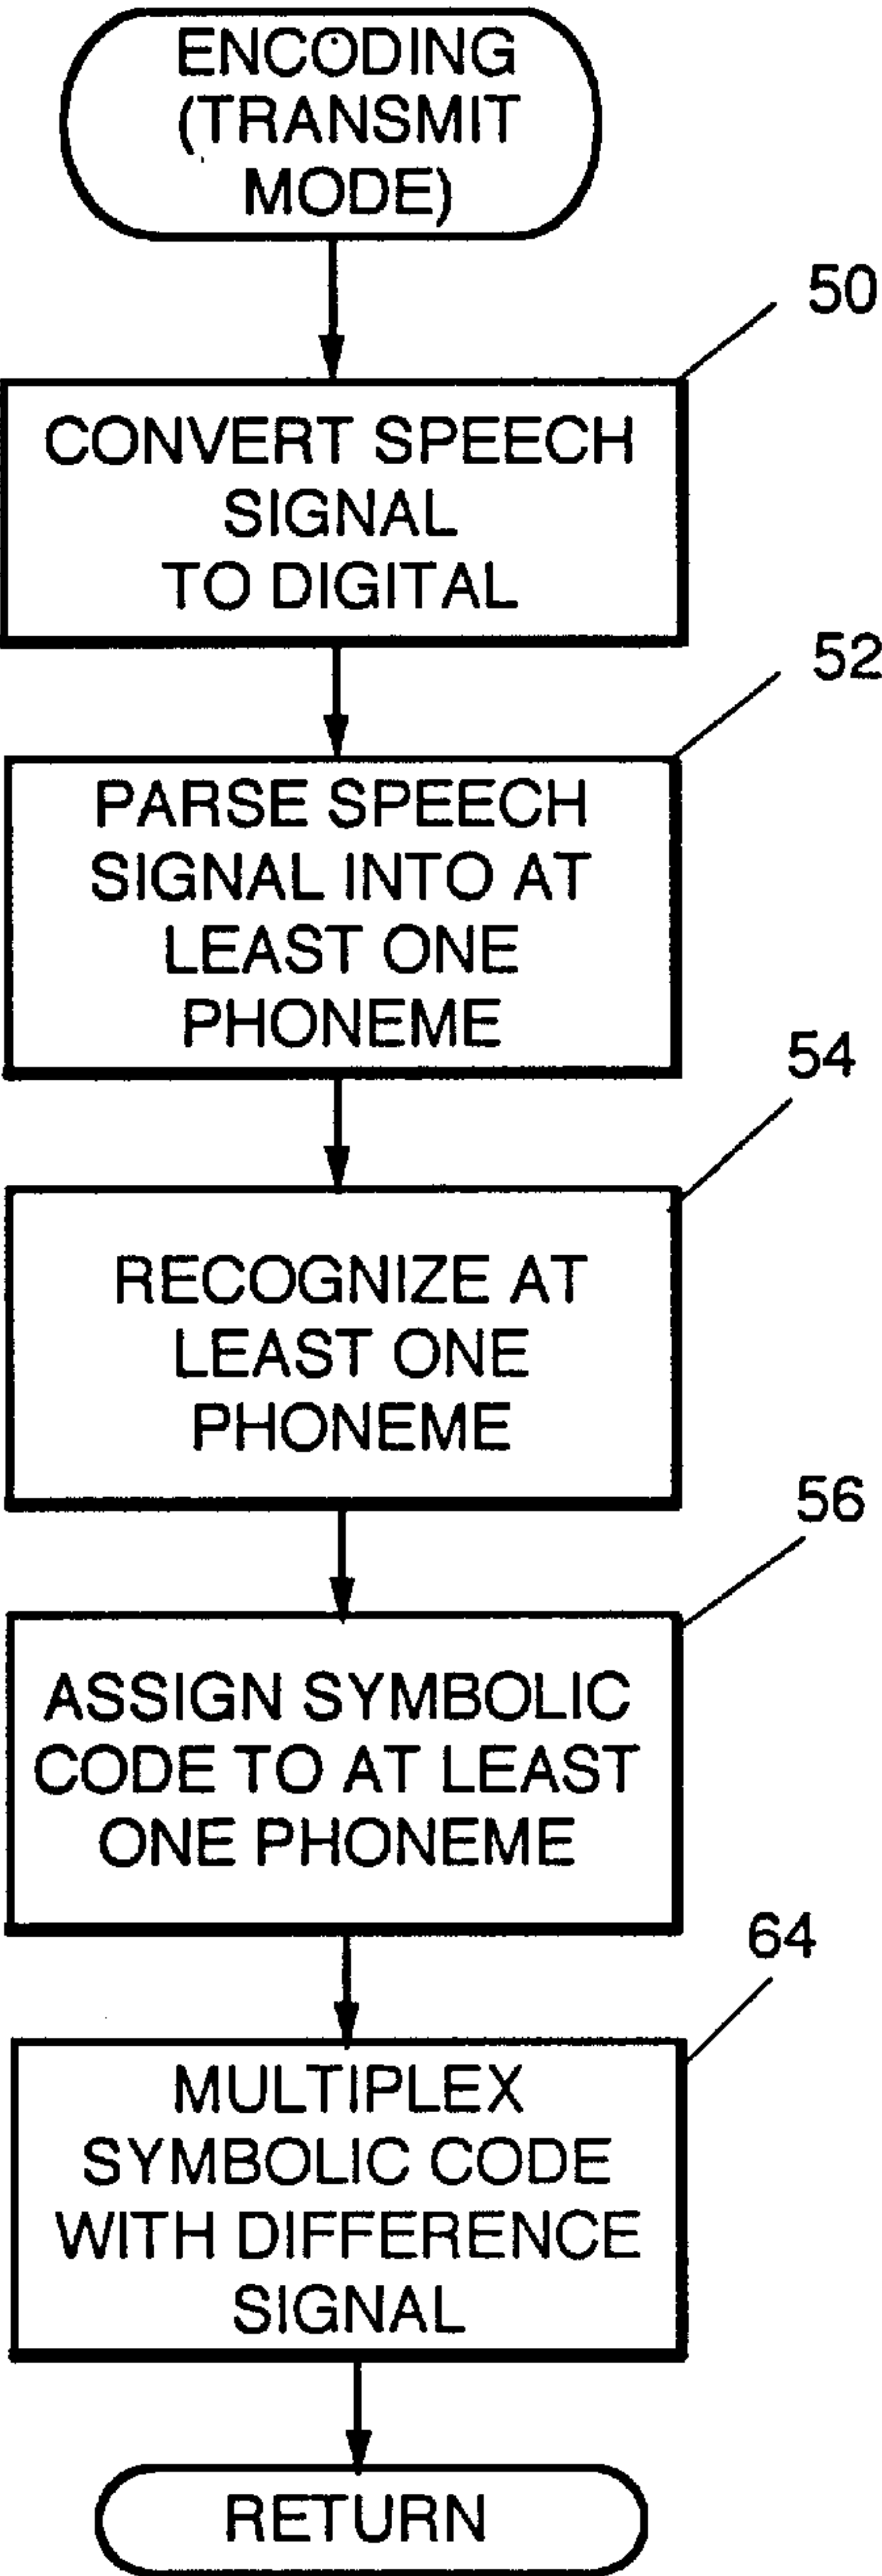 ENCODING
(TRANSMIT
MODE)
50
CONVERT SPEECH
SIGNAL
TO DIGITAL
52
PARSE SPEECH
SIGNAL INTO AT
LEAST ONE
PHONEME
54
RECOGNIZE AT
LEAST ONE
PHONEME
56
ASSIGN SYMBOLIC
CODE TO AT LEAST
ONE PHONEME
64
MULTIPLEX
SYMBOLIC CODE
WITH DIFFERENCE
SIGNAL
RETURN